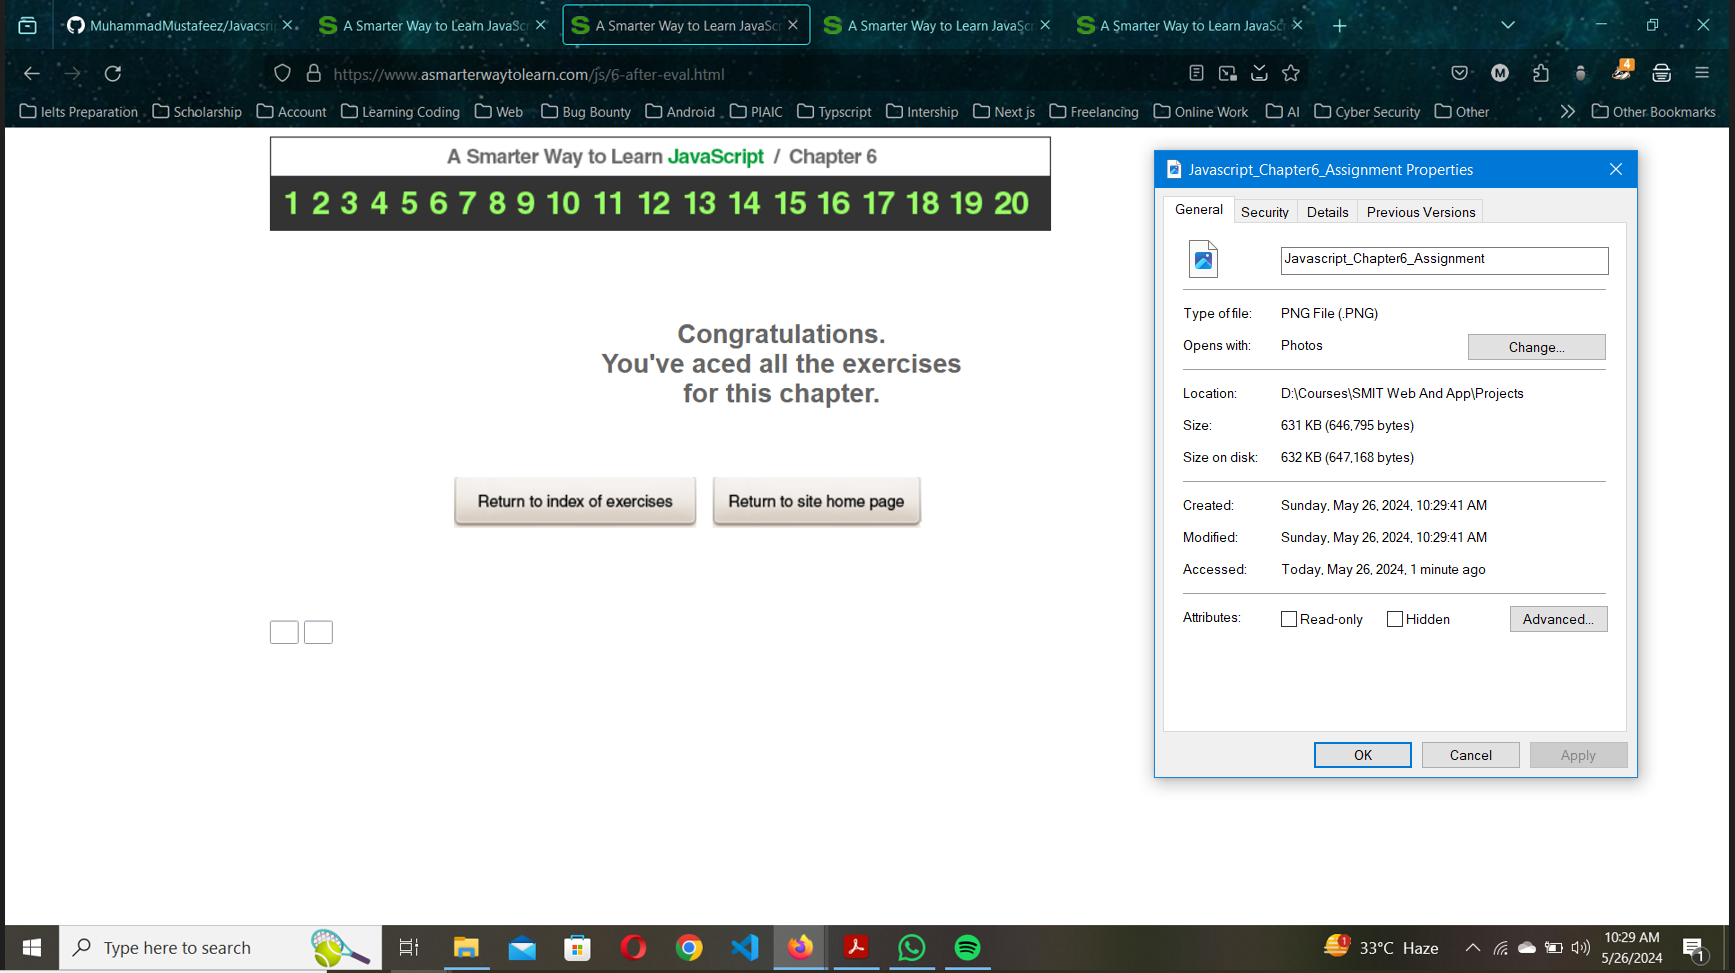 MuhammadMustafeez/Javacsri
A Smarter Way to Learn JavaScr
A Smarter Way to Learn JavaScr
A Smarter Way to Learn JavaScr
A Smarter Way to Learn JavaScr
https://www.asmarterwaytolearn.com/js/6-after-eval.html
M
4
Ielts Preparation Scholarship Account Learning Coding Web Bug Bounty Android PIAIC Typscript Intership Next js Freelancing Online Work AI Cyber Security Other Other Bookmarks
A Smarter Way to Learn JavaScript / Chapter 6
1 2 3 4 5 6 7 8 9 10 11 12 13 14 15 16 17 18 19 20
Congratulations.
You've aced all the exercises
for this chapter.
Return to index of exercises Return to site home page
Javascript_Chapter6_Assignment Properties
General Security Details Previous Versions
Javascript_Chapter6_Assignment
Type of file: PNG File (.PNG)
Opens with: Photos Change...
Location: D:\Courses\SMIT Web And App\Projects
Size: 631 KB (646,795 bytes)
Size on disk: 632 KB (647,168 bytes)
Created: Sunday, May 26, 2024, 10:29:41 AM
Modified: Sunday, May 26, 2024, 10:29:41 AM
Accessed: Today, May 26, 2024, 1 minute ago
Attributes: Read-only Hidden Advanced...
OK Cancel Apply
Type here to search
1
33°C Haze
10:29 AM
5/26/2024
1